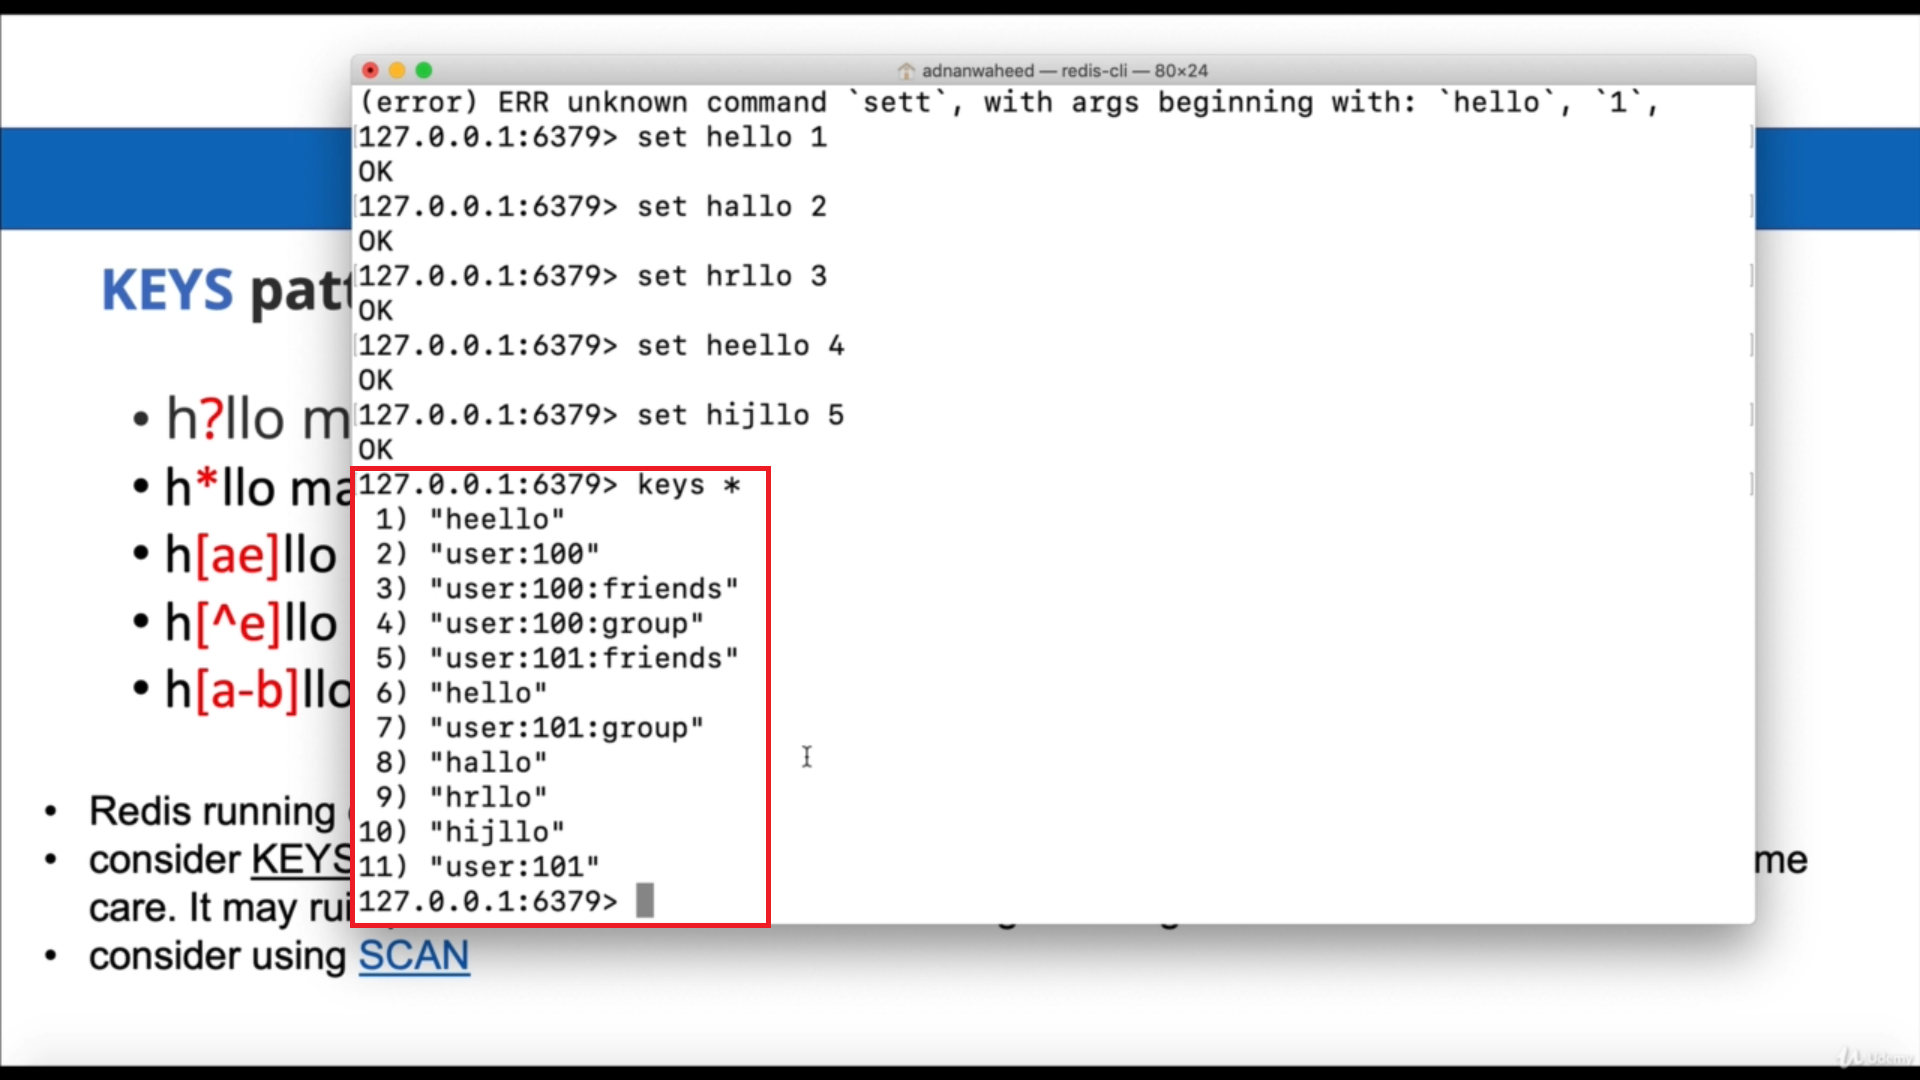 adnanwaheed — redis-cli — 80×24
(error) ERR unknown command `sett`, with args beginning with: `hello`, `1`,
127.0.0.1:6379> set hello 1
OK
127.0.0.1:6379> set hallo 2
OK
127.0.0.1:6379> set hrllo 3
OK
127.0.0.1:6379> set heello 4
OK
127.0.0.1:6379> set hijllo 5
OK
127.0.0.1:6379> keys *
1) "heello"
2) "user:100"
3) "user:100:friends"
4) "user:100:group"
5) "user:101:friends"
6) "hello"
7) "user:101:group"
8) "hallo"
9) "hrllo"
10) "hijllo"
11) "user:101"
127.0.0.1:6379>
KEYS
• h?llo
• h*llo
• h[ae]llo
• h[^e]llo
• h[a-b]llo
• Redis running
• consider KEYS
care. It may
• consider using SCAN
Udemy